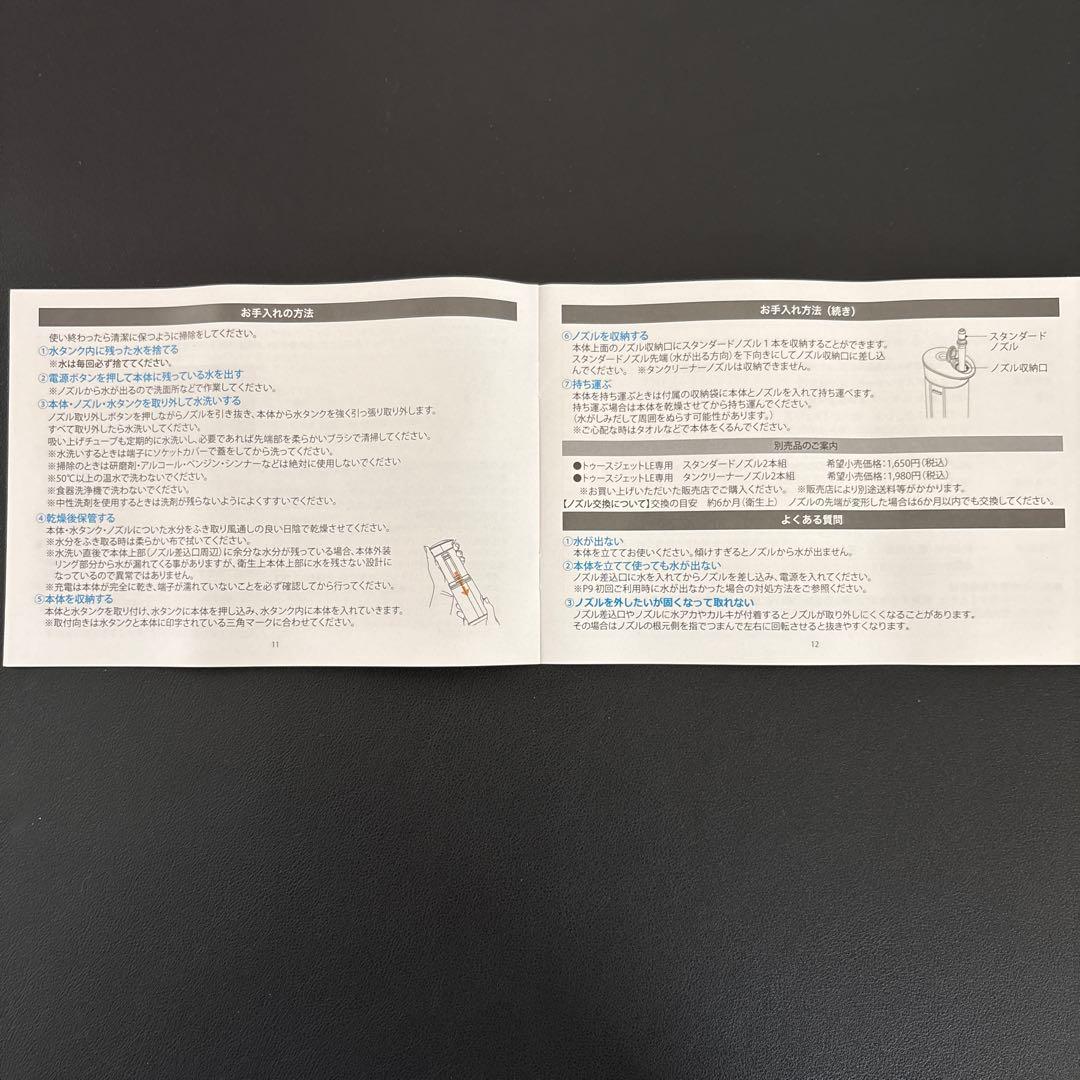 お手入れの方法
使い終わったら清潔に保つように掃除をしてください。
①水タンク内に残った水を捨てる
※水は毎回必ず捨ててください。
②電源ボタンを押して本体に残っている水を出す
※ノズルから水が出るので洗面所などで作業してください。
③本体・ノズル・水タンクを取り外して水洗いする
ノズル取り外しボタンを押しながらノズルを引き抜き、本体から水タンクを強く引っ張り取り外します。
すべて取り外したら水洗いしてください。
吸い上げチューブも定期的に水洗いし、必要であれば先端部を柔らかいブラシで清掃してください。
※水洗いするときは端子にソケットカバーで蓋をしてから洗ってください。
※掃除のときは研磨剤・アルコール・ベンジン・シンナーなどは絶対に使用しないでください
※50℃以上の温水で洗わないでください。
※食器洗浄機で洗わないでください。
※中性洗剤を使用するときは洗剤が残らないようによくすすいでください。
④乾燥後保管する
本体・水タンク・ノズルについた水分をふき取り風通しの良い日陰で乾燥させてください。
※水分をふき取る時は柔らかい布で拭いてください。
※水洗い直後で本体上部（ノズル差込口周辺）に余分な水分が残っている場合、本体外装
リング部分から水が漏れてくる事がありますが、衛生上本体上部に水を残さない設計に
なっているので異常ではありません。
※充電は本体が完全に乾き、端子が濡れていないことを必ず確認してから行ってください。
⑤本体を収納する
本体と水タンクを取り付け、水タンクに本体を押し込み、水タンク内に本体を入れていきます。
※取付向きは水タンクと本体に印字されている三角マークに合わせてください。
11
お手入れ方法（続き）
⑥ノズルを収納する
本体上面のノズル収納口にスタンダードノズル１本を収納することができます。
スタンダードノズル先端（水が出る方向）を下向きにしてノズル収納口に差し込
んでください。 ※タンクリーナーノズルは収納できません。
スタンダード
ノズル
ノズル収納口
⑦持ち運ぶ
本体を持ち運ぶときは付属の収納袋に本体とノズルを入れて持ち運べます。
持ち運ぶ場合は本体を乾燥させてから持ち運んでください。
（水がしみだして周囲をぬらす可能性があります。）
※ご心配な時はタオルなどで本体をくるんでください。
別売品のご案内
●トゥースジェットLE専用 スタンダードノズル2本組 希望小売価格：1,650円（税込）
●トゥースジェットLE専用 タンクリーナーノズル2本組 希望小売価格：1,980円（税込）
※お買い上げいただいた販売店でご購入ください。 ※販売店により別途送料等がかかります。
【ノズル交換について】交換の目安 約6か月（衛生上） ノズルの先端が変形した場合は6か月以内でも交換してください。
よくある質問
①水が出ない
本体を立ててお使いください。傾けすぎるとノズルから水が出ません。
②本体を立てて使っても水が出ない
ノズル差込口に水を入れてからノズルを差し込み、電源を入れてください。
※P9 初回ご利用時に水が出なかった場合の対処方法をご参照ください。
③ノズルを外したいが固くなって取れない
ノズル差込口やノズルに水アカやカルキが付着するとノズルが取り外しにくくなることがあります。
その場合はノズルの根元側を指でつまんで左右に回転させると抜きやすくなります。
12